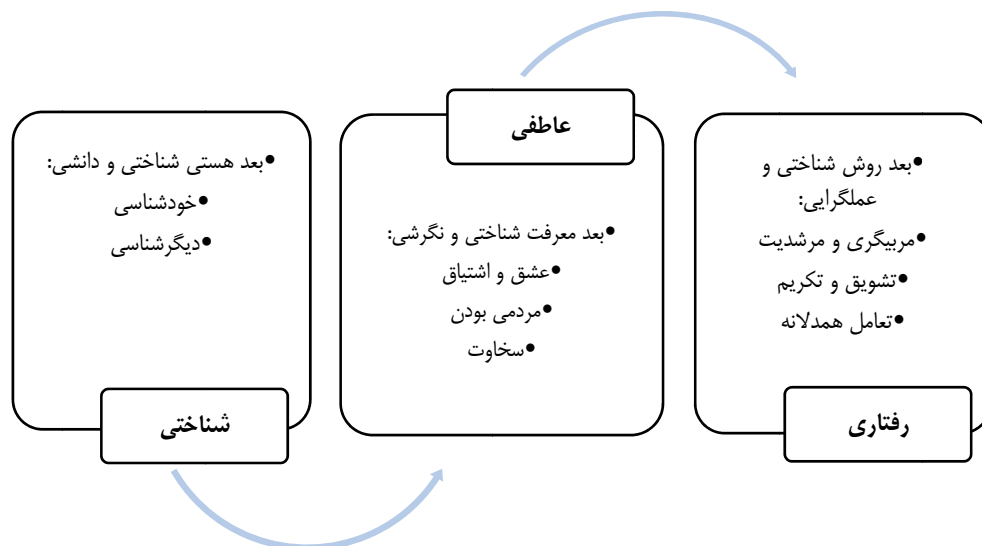 شناختی
•بعد هستی شناختی و دانشی:
•خودشناسی
•دیگرشناسی
عاطفی
•بعد معرفت شناختی و نگرشی:
•عشق و اشتیاق
•مردمی بودن
•سخاوت
رفتاری
•بعد روش شناختی و
عملگرایی:
•مربیگری و مرشدیت
•تشویق و تکریم
•تعامل همدلانه